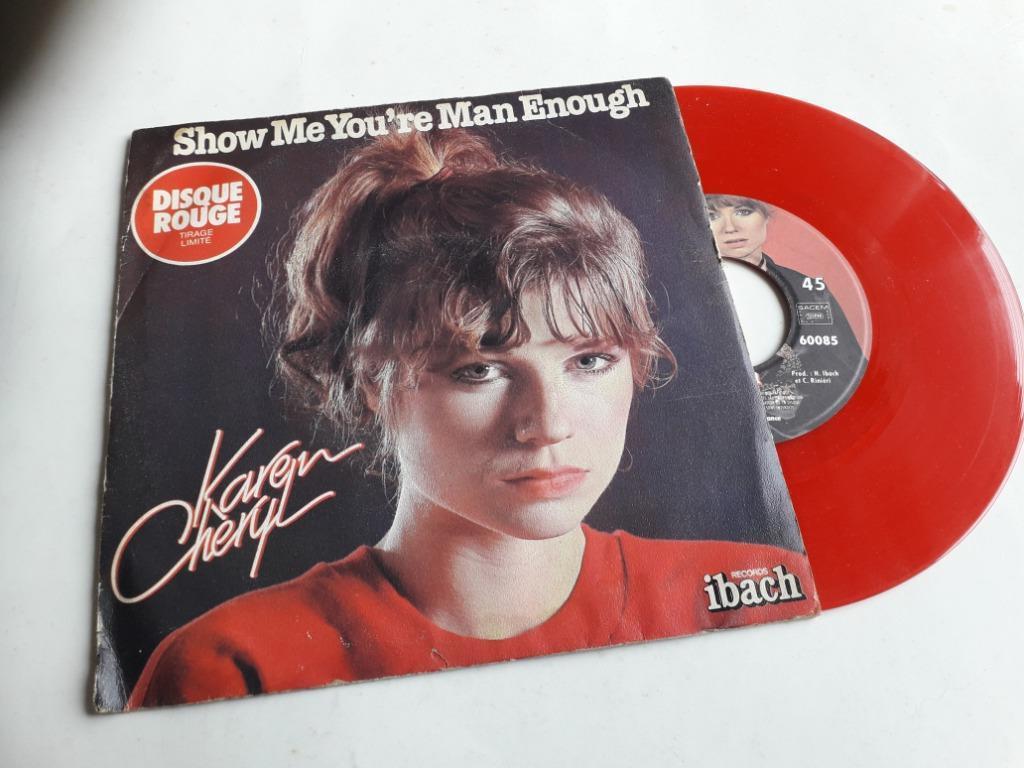 Show Me You're Man Enough
DISQUE
ROUGE
TIRAGE
LIMITÉ
Karen
Cheryl
RECORDS
ibach
45
SACEM
60085
Prod. : H. Ibach
et C. Rinieri